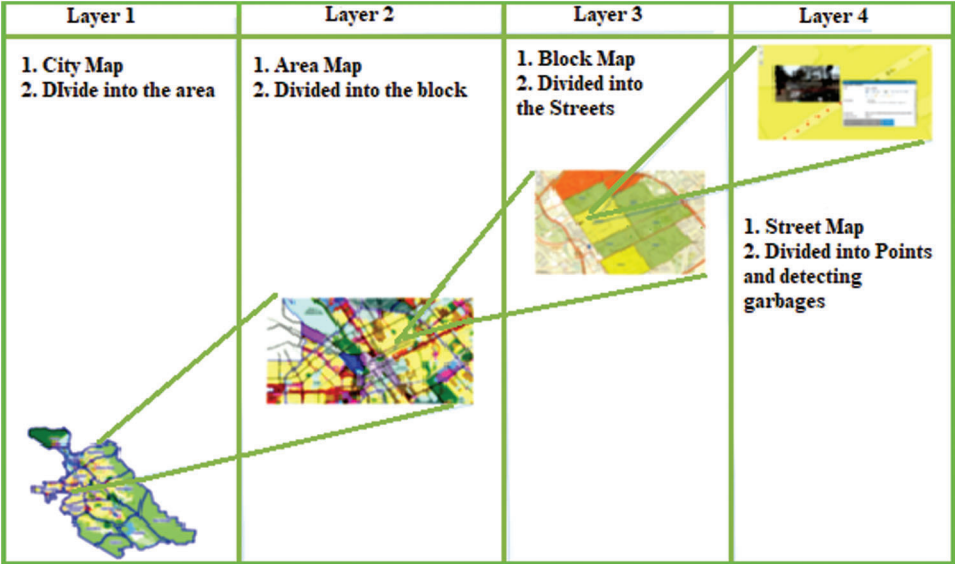 Layer 1
Layer 2
Layer 3
Layer 4
1. City Map
2. DIvide into the area
1. Area Map
2. Divided into the block
1. Block Map
2. Divided into
the Streets
1. Street Map
2. Divided into Points
and detecting
garbages